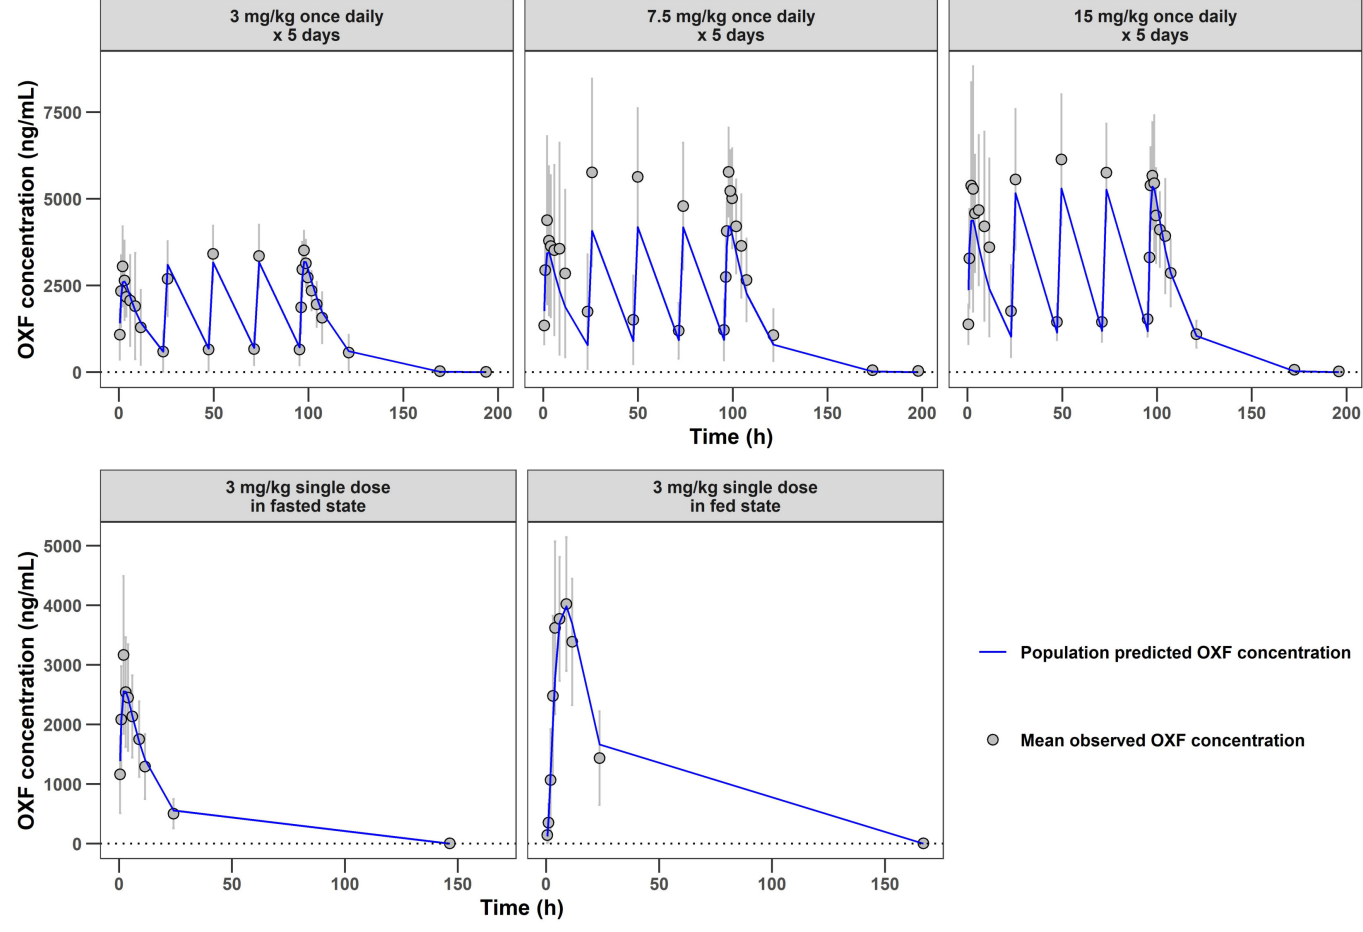 3 mg/kg once daily
x 5 days
7.5 mg/kg once daily
x 5 days
15 mg/kg once daily
x 5 days
OXF concentration (ng/mL)
7500
5000
2500
0
0 50 100 150 200
0 50 100 150 200
0 50 100 150 200
Time (h)
3 mg/kg single dose
in fasted state
3 mg/kg single dose
in fed state
OXF concentration (ng/mL)
5000
4000
3000
2000
1000
0
0 50 100 150
0 50 100 150
Time (h)
Population predicted OXF concentration
Mean observed OXF concentration